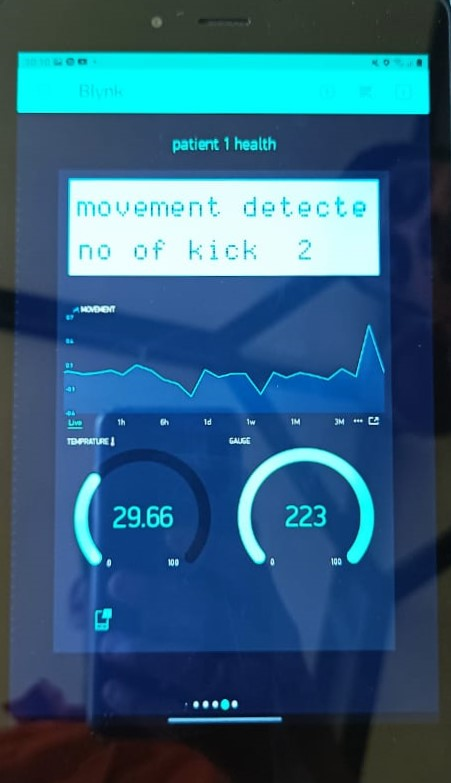 Blynk
patient 1 health
movement detecte
no of kick 2
MOVEMENT
Live 1h 6h 1d 1w 1M 3M
TEMPRATURE GAUGE
29.66 223
0 100 0 100